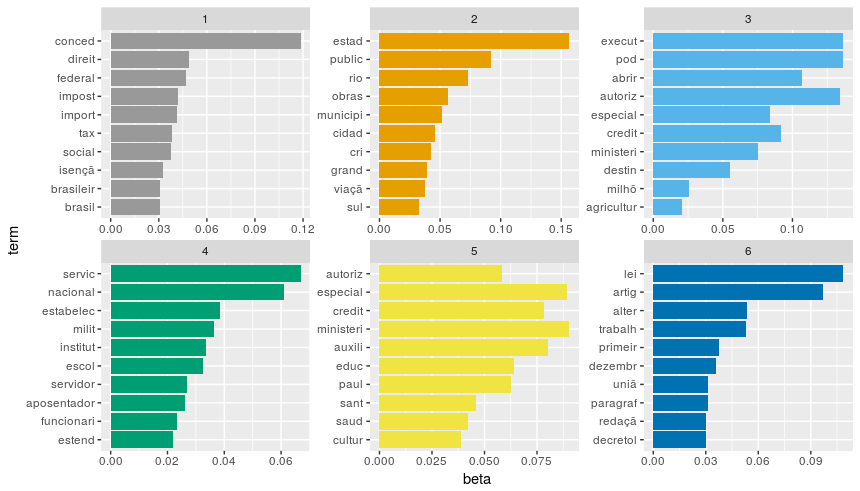 1
conced
direit
federal
impost
import
tax
social
isençã
brasileir
brasil
0.00 0.03 0.06 0.09 0.12
2
estad
public
rio
obras
municipi
cidad
cri
grand
viaçã
sul
0.00 0.05 0.10 0.15
3
execut
pod
abrir
autoriz
especial
credit
ministeri
destin
milhõ
agricultur
0.00 0.05 0.10
term
4
servic
nacional
estabelec
milit
institut
escol
servidor
aposentador
funcionari
estend
0.00 0.02 0.04 0.06
5
autoriz
especial
credit
ministeri
auxili
educ
paul
sant
saud
cultur
0.000 0.025 0.050 0.075
6
lei
artig
alter
trabalh
primeir
dezembr
uniã
paragraf
redaçã
decretol
0.00 0.03 0.06 0.09
beta